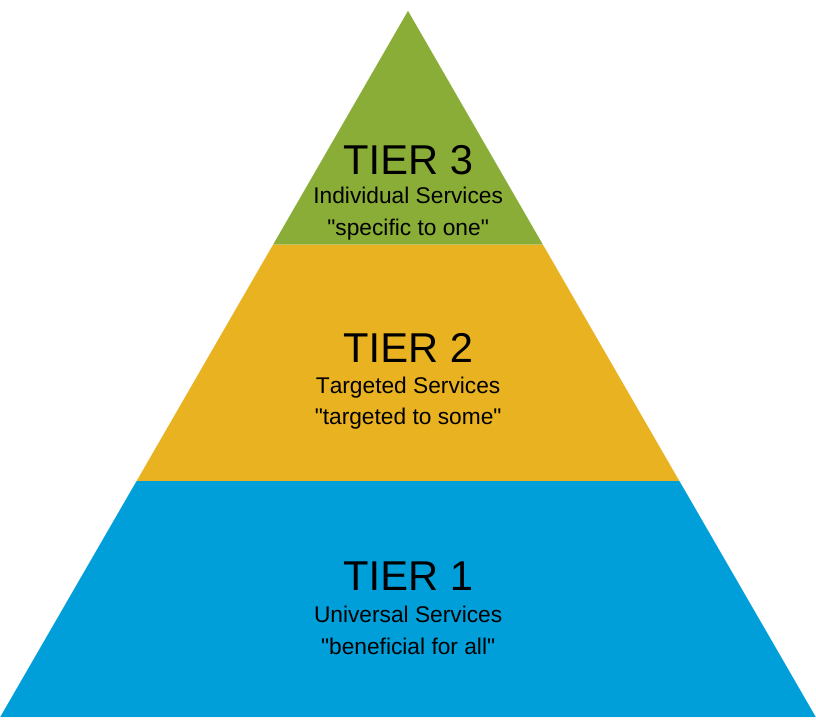 TIER 3
Individual Services
"specific to one"
TIER 2
Targeted Services
"targeted to some"
TIER 1
Universal Services
"beneficial for all"